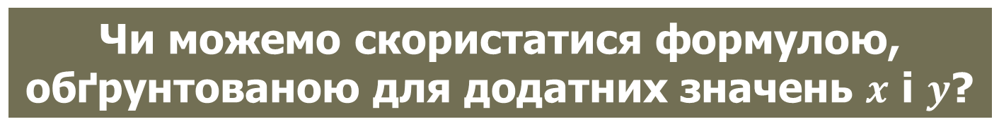 Чи можемо скористатися формулою,
обґрунтованою для додатних значень x і y?